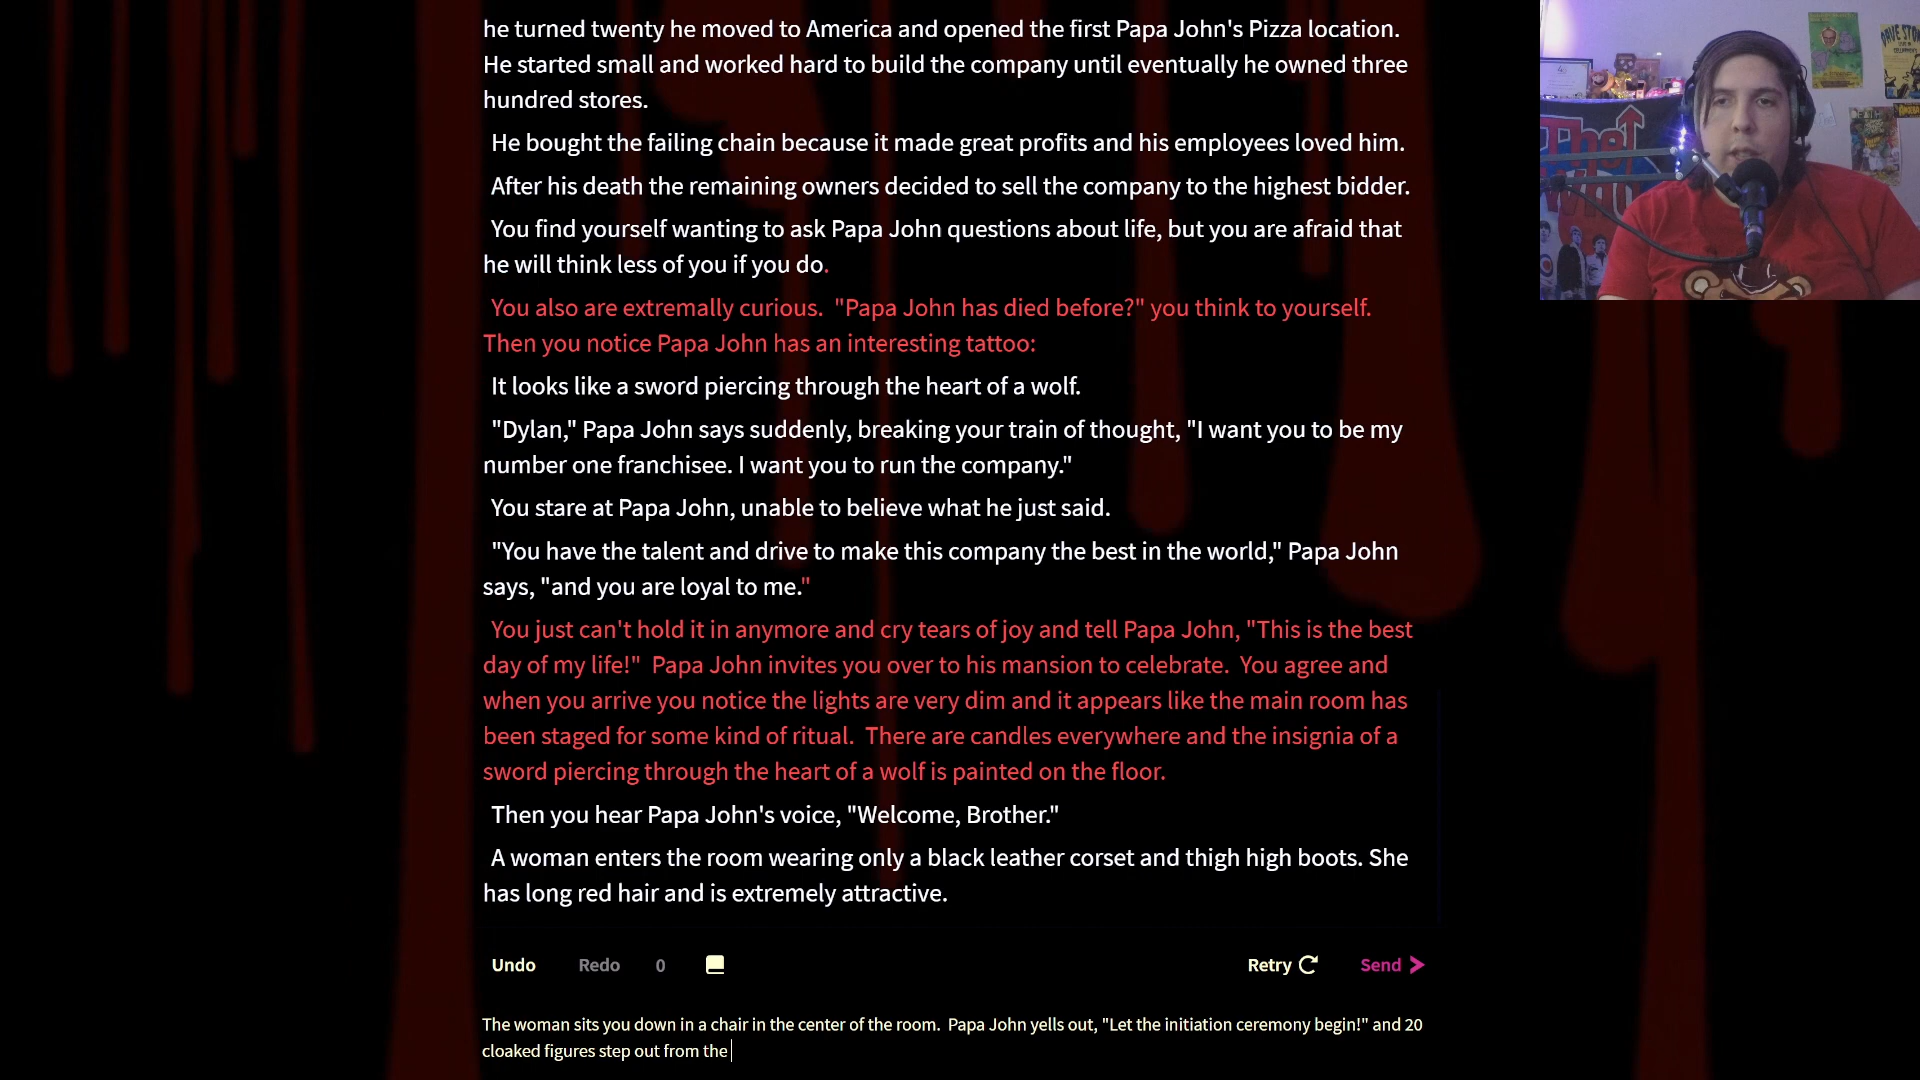 he turned twenty he moved to America and opened the first Papa John's Pizza location.
He started small and worked hard to build the company until eventually he owned three
hundred stores.
He bought the failing chain because it made great profits and his employees loved him.
After his death the remaining owners decided to sell the company to the highest bidder.
You find yourself wanting to ask Papa John questions about life, but you are afraid that
he will think less of you if you do.
You also are extremally curious.  "Papa John has died before?" you think to yourself.
Then you notice Papa John has an interesting tattoo:
It looks like a sword piercing through the heart of a wolf.
"Dylan," Papa John says suddenly, breaking your train of thought, "I want you to be my
number one franchisee. I want you to run the company."
You stare at Papa John, unable to believe what he just said.
"You have the talent and drive to make this company the best in the world," Papa John
says, "and you are loyal to me."
You just can't hold it in anymore and cry tears of joy and tell Papa John, "This is the best
day of my life!"  Papa John invites you over to his mansion to celebrate.  You agree and
when you arrive you notice the lights are very dim and it appears like the main room has
been staged for some kind of ritual.  There are candles everywhere and the insignia of a
sword piercing through the heart of a wolf is painted on the floor.
Then you hear Papa John's voice, "Welcome, Brother."
A woman enters the room wearing only a black leather corset and thigh high boots. She
has long red hair and is extremely attractive.
Undo Redo 0 Retry Send
The woman sits you down in a chair in the center of the room.  Papa John yells out, "Let the initiation ceremony begin!" and 20
cloaked figures step out from the
The
Who
DAVE
DEATH